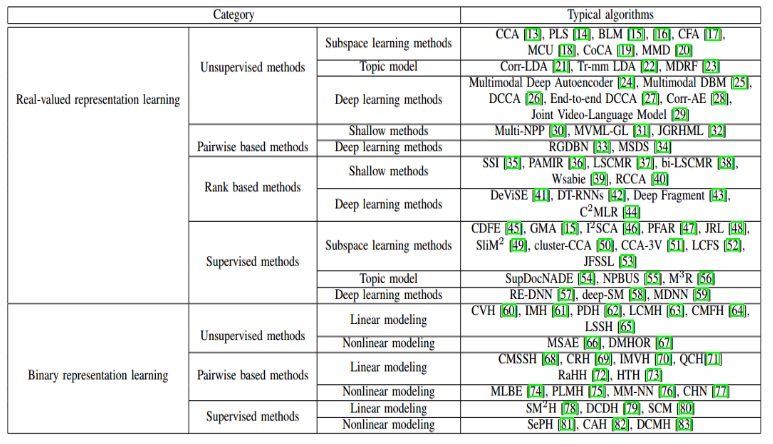 Category Typical algorithms
Real-valued representation learning
Unsupervised methods
Subspace learning methods
CCA [13], PLS [14], BLM [15], [16], CFA [17],
MCU [18], CoCA [19], MMD [20]
Topic model
Corr-LDA [21], Tr-mm LDA [22], MDRF [23]
Deep learning methods
Multimodal Deep Autoencoder [24], Multimodal DBM [25],
DCCA [26], End-to-end DCCA [27], Corr-AE [28],
Joint Video-Language Model [29]
Pairwise based methods
Shallow methods
Multi-NPP [30], MVML-GL [31], JGRHML [32]
Deep learning methods
RGDBN [33], MSDS [34]
Rank based methods
Shallow methods
SSI [35], PAMIR [36], LSCMR [37], bi-LSCMR [38],
Wsabie [39], RCCA [40]
Deep learning methods
DeViSE [41], DT-RNNs [42], Deep Fragment [43],
C²MLR [44]
Supervised methods
Subspace learning methods
CDFE [45], GMA [15], I²SCA [46], PFAR [47], JRL [48],
SliM² [49], cluster-CCA [50], CCA-3V [51], LCFS [52],
JFSSL [53]
Topic model
SupDocNADE [54], NPBUS [55], M³R [56]
Deep learning methods
RE-DNN [57], deep-SM [58], MDNN [59]
Binary representation learning
Unsupervised methods
Linear modeling
CVH [60], IMH [61], PDH [62], LCMH [63], CMFH [64],
LSSH [65]
Nonlinear modeling
MSAE [66], DMHOR [67]
Pairwise based methods
Linear modeling
CMSSH [68], CRH [69], IMVH [70], QCH[71]
RaHH [72], HTH [73]
Nonlinear modeling
MLBE [74], PLMH [75], MM-NN [76], CHN [77]
Supervised methods
Linear modeling
SM²H [78], DCDH [79], SCM [80]
Nonlinear modeling
SePH [81], CAH [82], DCMH [83]